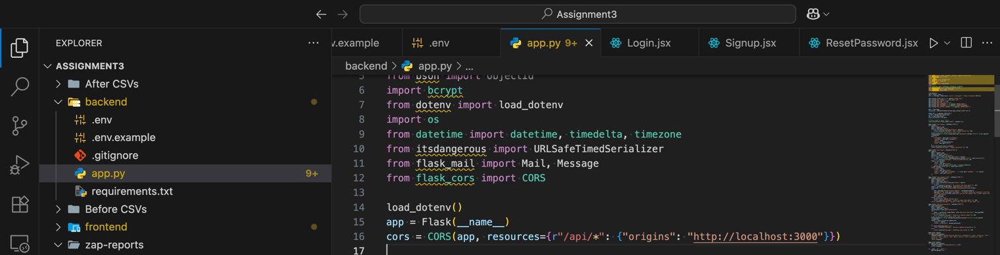 Assignment3
EXPLORER
ASSIGNMENT3
After CSVs
backend
.env
.env.example
.gitignore
app.py 9+
requirements.txt
Before CSVs
frontend
zap-reports
v.example
.env
app.py 9+
Login.jsx
Signup.jsx
ResetPassword.jsx
backend > app.py > ...
5 from bson import ObjectId
6 import bcrypt
7 from dotenv import load_dotenv
8 import os
9 from datetime import datetime, timedelta, timezone
10 from itsdangerous import URLSafeTimedSerializer
11 from flask_mail import Mail, Message
12 from flask_cors import CORS
13
14 load_dotenv()
15 app = Flask(__name__)
16 cors = CORS(app, resources={r"/api/*": {"origins": "http://localhost:3000"}})
17